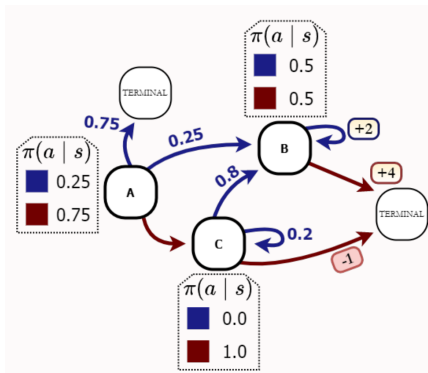 π(a | s)
0.5
0.5
TERMINAL
0.75
0.25
+2
B
π(a | s)
0.25
0.75
A
0.8
+4
TERMINAL
C
0.2
-1
π(a | s)
0.0
1.0